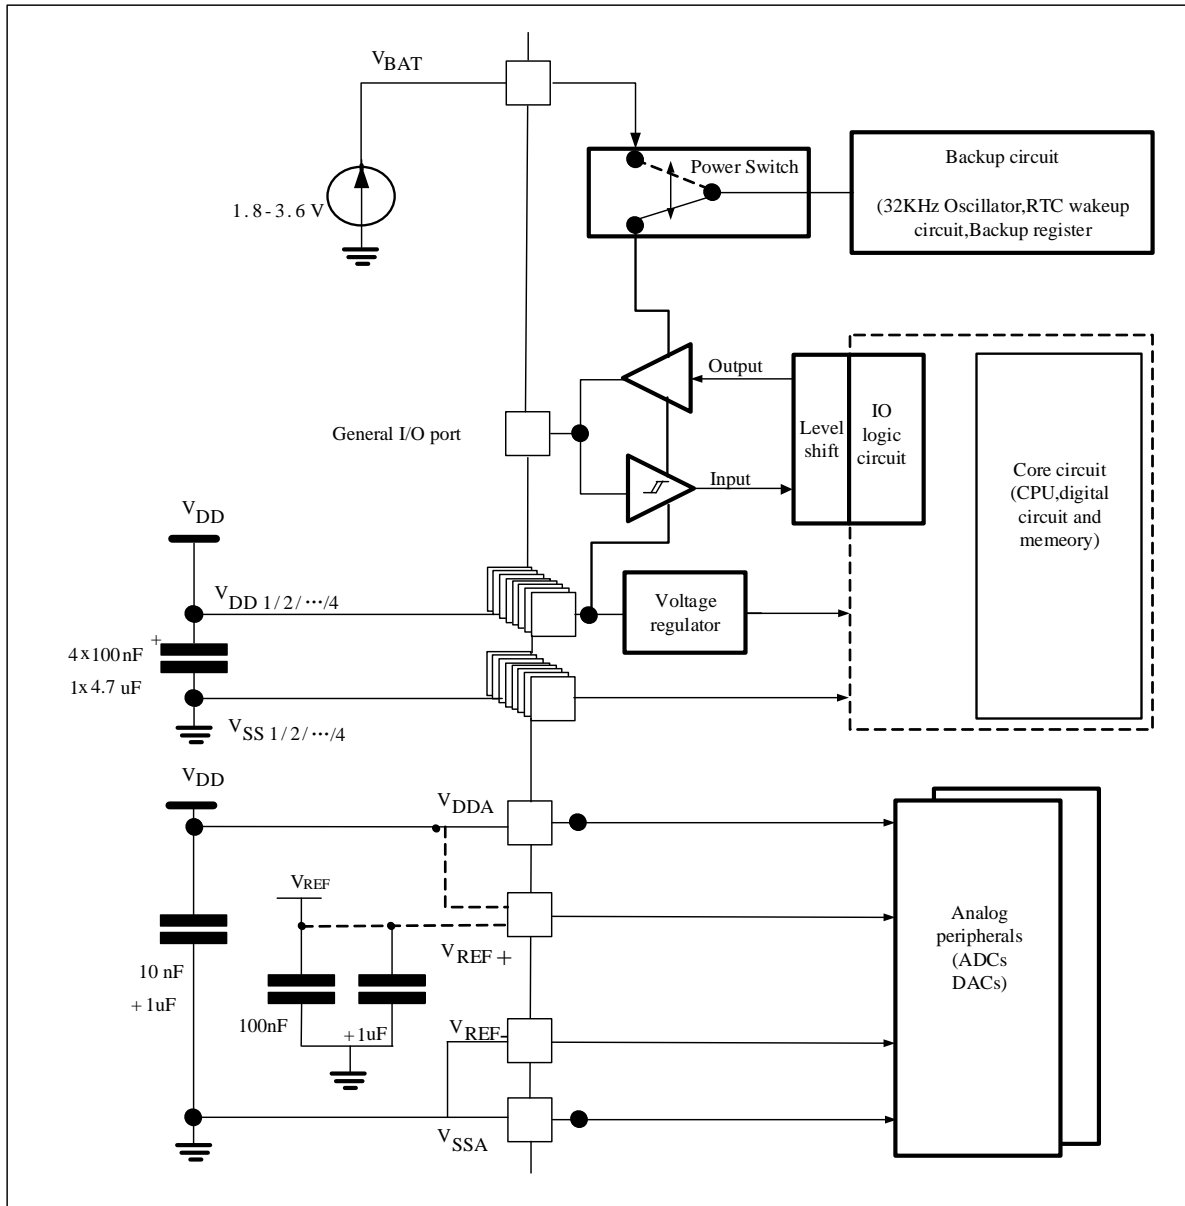 VBAT
Power Switch
Backup circuit
(32KHz Oscillator,RTC wakeup
circuit,Backup register
1.8-3.6 V
Output
General I/O port
Level
shift
IO
logic
circuit
Input
Core circuit
(CPU,digital
circuit and
memeory)
VDD
VDD 1/2/···/4
Voltage
regulator
4x100nF
+
1x4.7 uF
VSS 1/2/···/4
VDD
VDDA
VREF
VREF+
Analog
peripherals
(ADCs
DACs)
10 nF
+1uF
100nF
+1uF
VREF-
VSSA